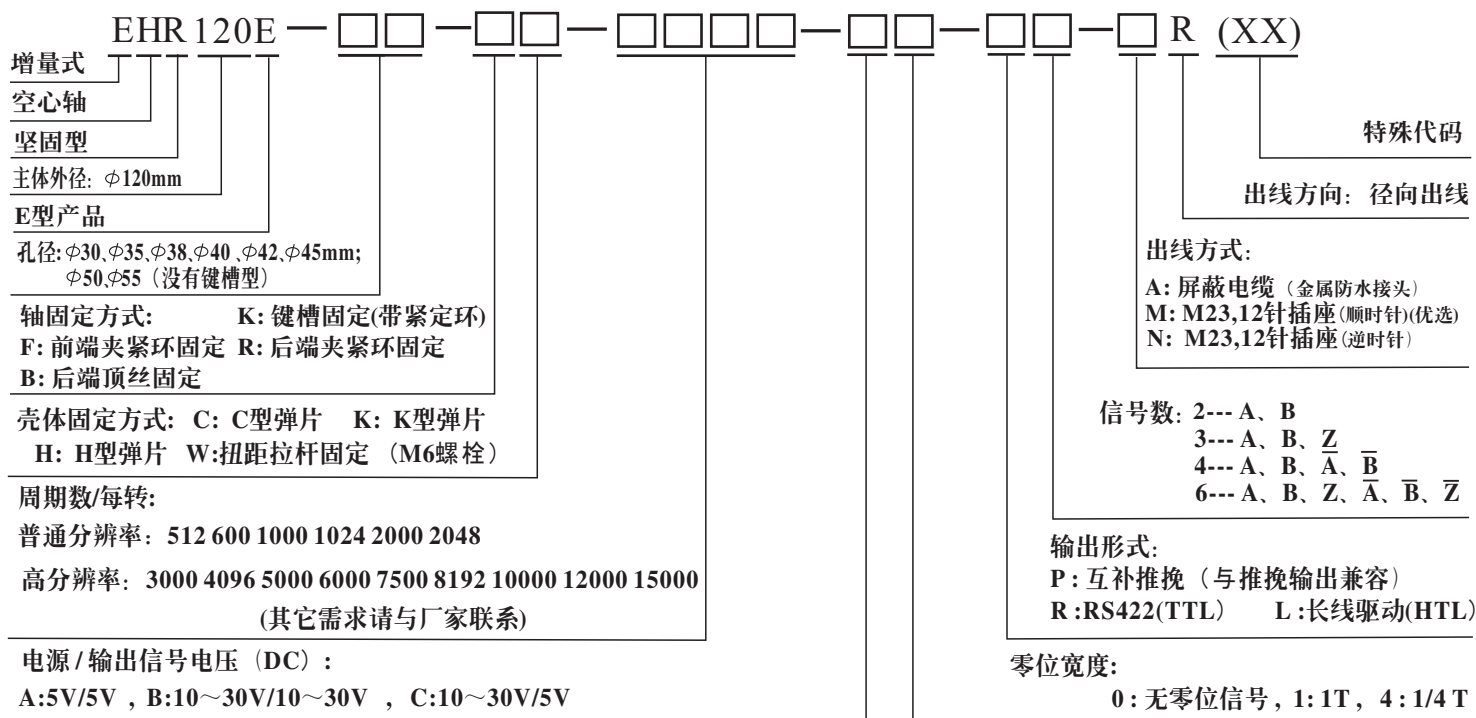 EHR120E — □□ — □□ — □□□□ — □□ — □□ — □ R (XX)
增量式
空心轴
坚固型
主体外径: φ120mm
E型产品
孔径:φ30、φ35、φ38、φ40 、φ42、φ45mm;
φ50、φ55（没有键槽型）
轴固定方式: K: 键槽固定(带紧定环)
F: 前端夹紧环固定 R: 后端夹紧环固定
B: 后端顶丝固定
壳体固定方式: C: C型弹片 K: K型弹片
H: H型弹片 W:扭距拉杆固定 （M6螺栓）
周期数/每转:
普通分辨率: 512 600 1000 1024 2000 2048
高分辨率: 3000 4096 5000 6000 7500 8192 10000 12000 15000
(其它需求请与厂家联系)
电源 / 输出信号电压（DC）:
A:5V/5V , B:10～30V/10～30V , C:10～30V/5V
特殊代码
出线方向: 径向出线
出线方式:
A: 屏蔽电缆（金属防水接头）
M: M23,12针插座(顺时针)(优选)
N: M23,12针插座(逆时针)
信号数: 2--- A、B
3--- A、B、Z
4--- A、B、A̅、B̅
6--- A、B、Z、A̅、B̅、Z̅
输出形式:
P : 互补推挽（与推挽输出兼容）
R :RS422(TTL） L :长线驱动(HTL)
零位宽度:
0 : 无零位信号 , 1: 1T , 4 : 1/4 T